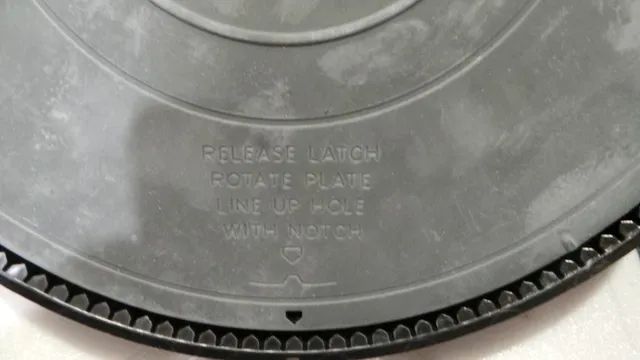 RELEASE LATCH
ROTATE PLATE
LINE UP HOLE
WITH NOTCH